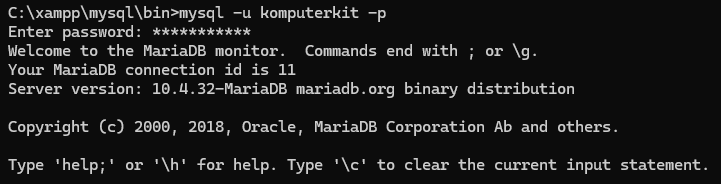 C:\xampp\mysql\bin>mysql -u komputerkit -p
Enter password: ***********
Welcome to the MariaDB monitor.  Commands end with ; or \g.
Your MariaDB connection id is 11
Server version: 10.4.32-MariaDB mariadb.org binary distribution

Copyright (c) 2000, 2018, Oracle, MariaDB Corporation Ab and others.

Type 'help;' or '\h' for help. Type '\c' to clear the current input statement.